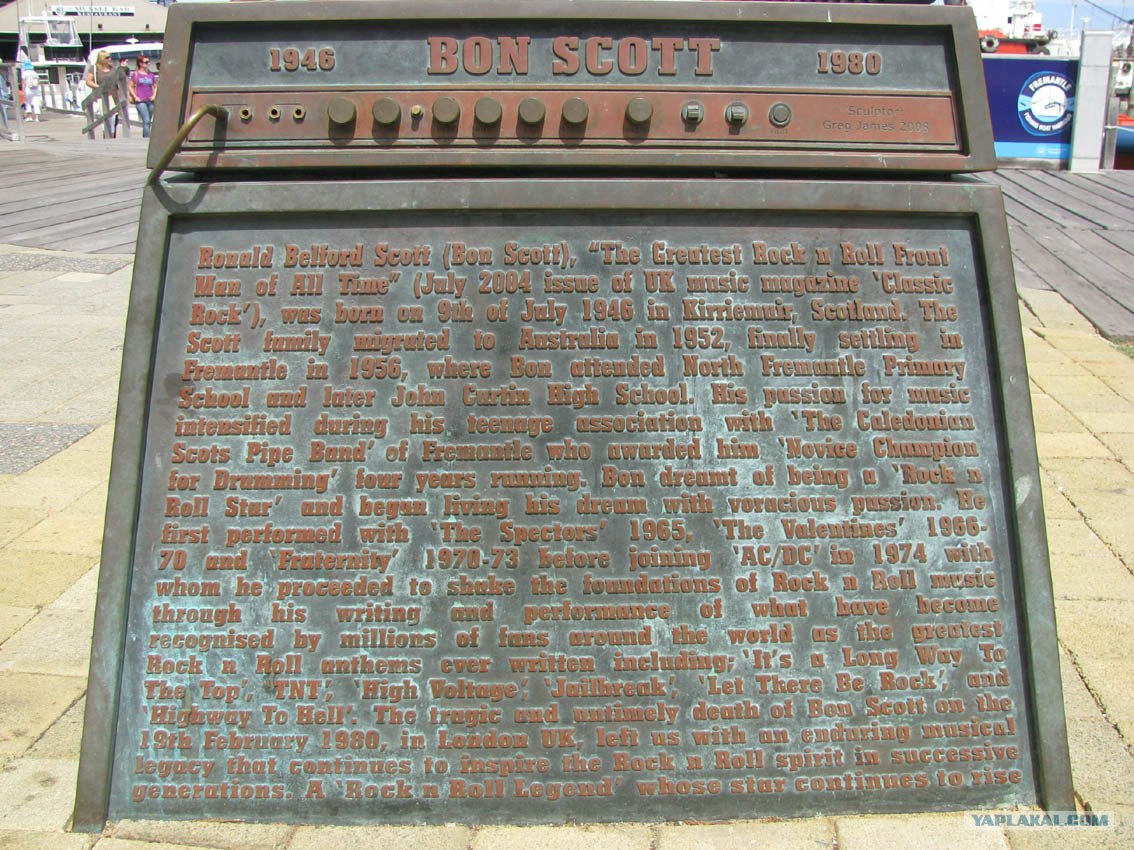 MUSSEL BAR
RESTAURANT
1946 BON SCOTT 1980
Sculptor
Greg James 2008
FREMANTLE
FISHING BOAT HARBOUR
Ronald Belford Scott (Bon Scott), “The Greatest Rock n Roll Front
Man of All Time” (July 2004 issue of UK music magazine ‘Classic
Rock’), was born on 9th of July 1946 in Kirriemuir, Scotland. The
Scott family migrated to Australia in 1952, finally settling in
Fremantle in 1956, where Bon attended North Fremantle Primary
School and later John Curtin High School. His passion for music
intensified during his teenage association with ‘The Caledonian
Scots Pipe Band’ of Fremantle who awarded him ‘Novice Champion
for Drumming’ four years running. Bon dreamt of being a ‘Rock n
Roll Star’ and began living his dream with voracious passion. He
first performed with ‘The Spectors’ 1965, ‘The Valentines’ 1966-
70 and ‘Fraternity’ 1970-73 before joining ‘AC/DC’ in 1974 with
whom he proceeded to shake the foundations of Rock n Roll music
through his writing and performance of what have become
recognised by millions of fans around the world as the greatest
Rock n Roll anthems ever written including; ‘It's a Long Way To
The Top’, ‘TNT’, ‘High Voltage’, ‘Jailbreak’, ‘Let There Be Rock’, and
‘Highway To Hell’. The tragic and untimely death of Bon Scott on the
19th February 1980, in London UK, left us with an enduring musical
legacy that continues to inspire the Rock n Roll spirit in successive
generations. A ‘Rock n Roll Legend’ whose star continues to rise
YAPLAKAL.COM